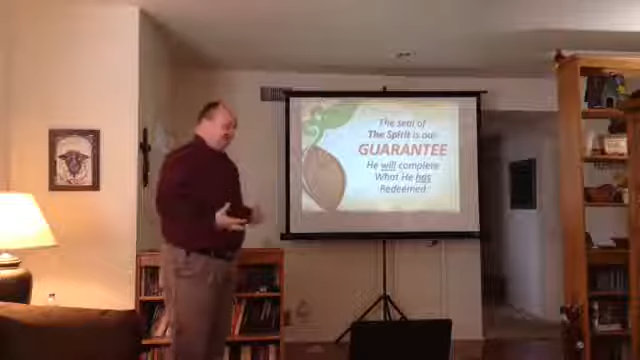 The seal of
The Spirit is our
GUARANTEE
He will complete
What He has
Redeemed